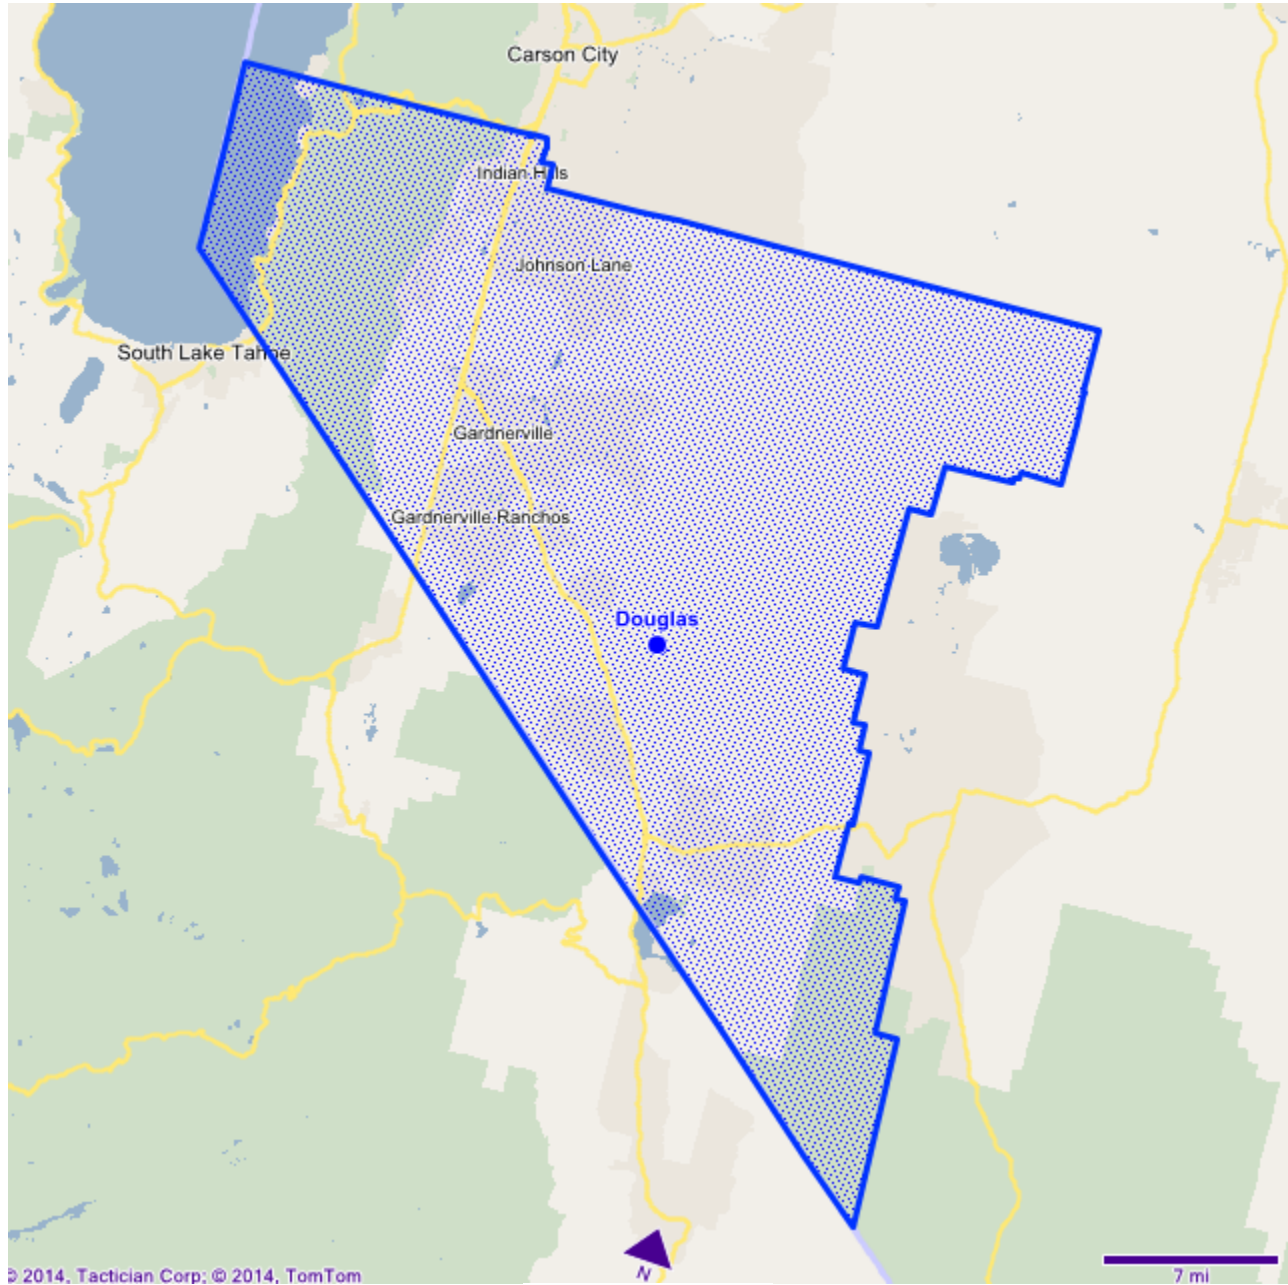 Carson City
Indian Hills
Johnson Lane
South Lake Tahoe
Gardnerville
Gardnerville Ranchos
Douglas
N
© 2014, Tactician Corp; © 2014, TomTom
7 mi